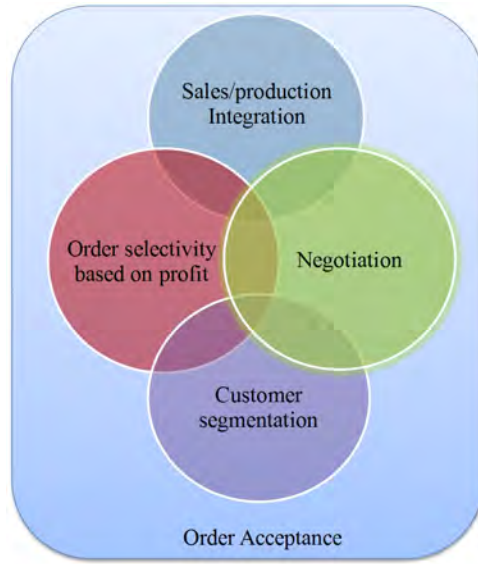 Sales/production
Integration
Order selectivity
based on profit
Negotiation
Customer
segmentation
Order Acceptance